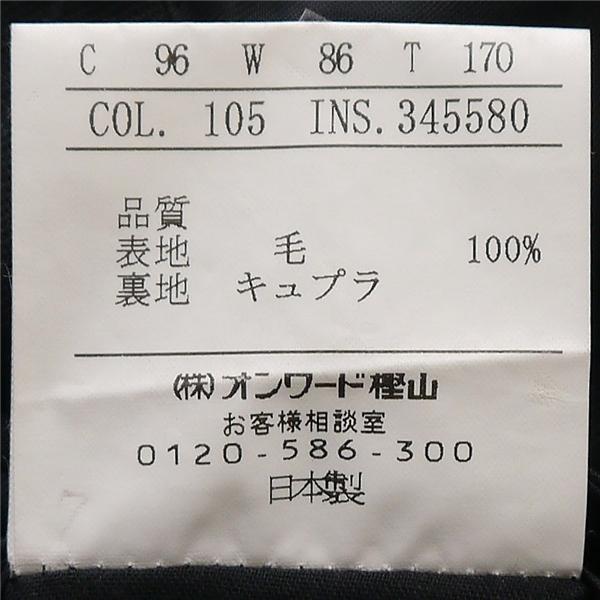 C 96 W 86 T 170
COL. 105 INS. 345580
品質
表地 毛 100%
裏地 キュプラ
(株)オンワード樫山
お客様相談室
0120-586-300
日本製